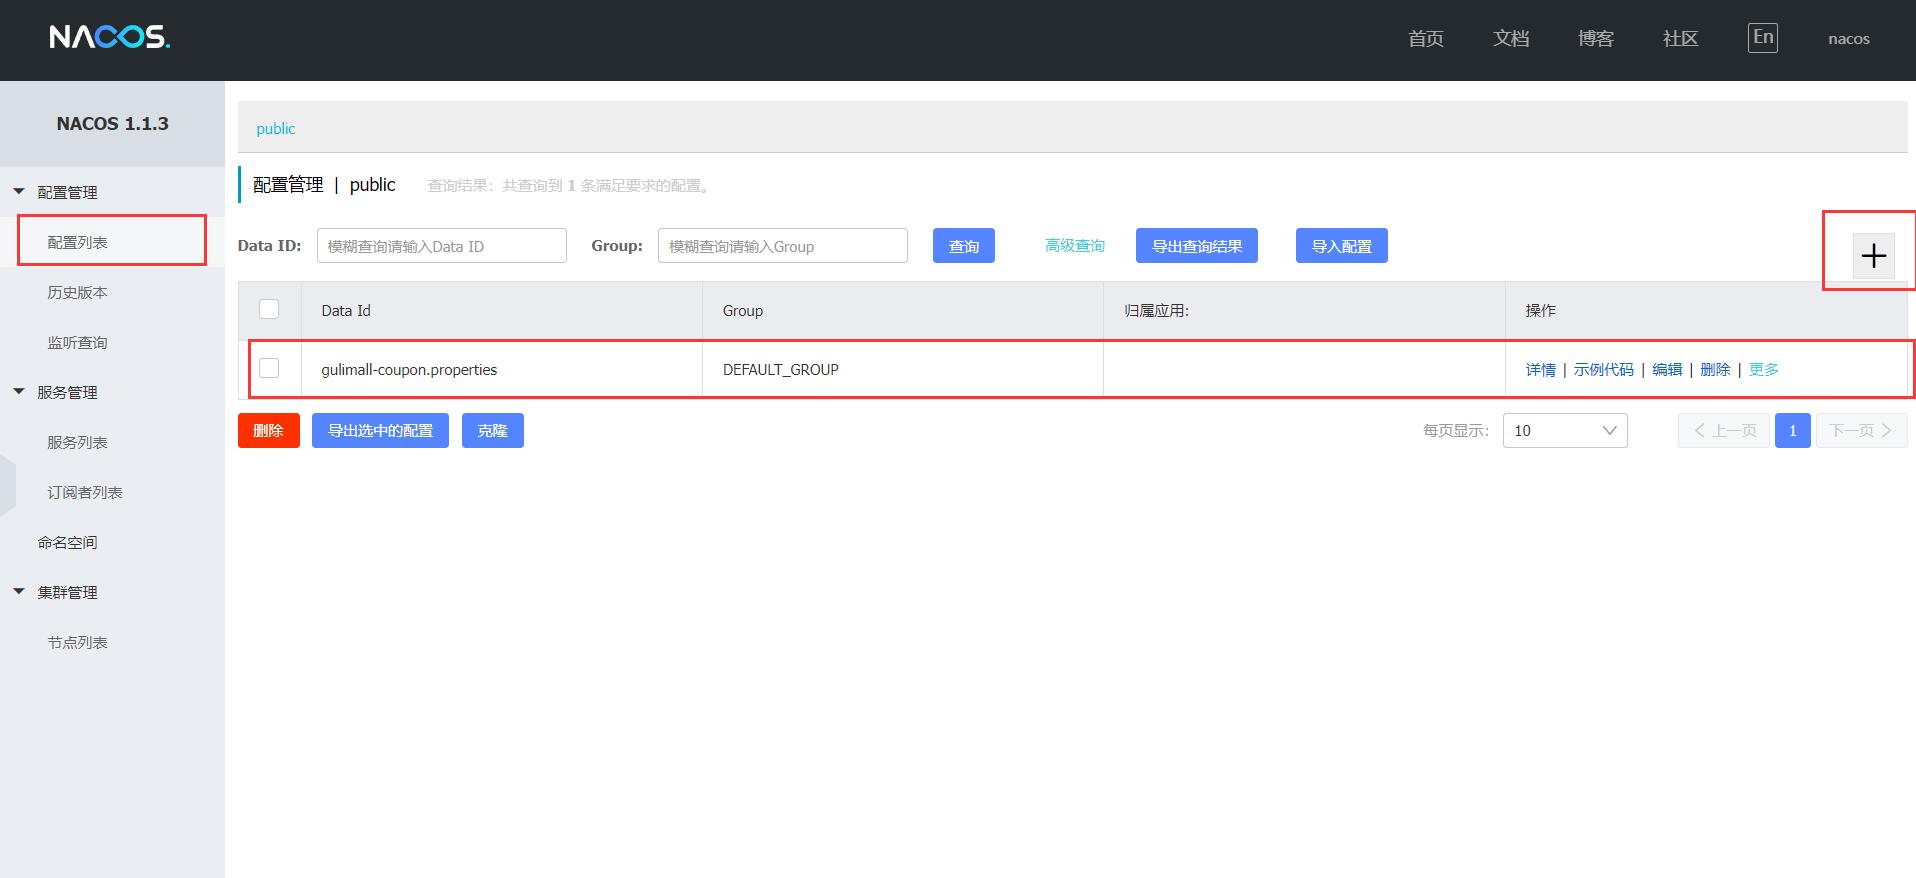 NACOS.
首页 文档 博客 社区 En nacos
NACOS 1.1.3
配置管理
配置列表
历史版本
监听查询
服务管理
服务列表
订阅者列表
命名空间
集群管理
节点列表
public
配置管理 | public 查询结果：共查询到 1 条满足要求的配置。
Data ID: 模糊查询请输入Data ID Group: 模糊查询请输入Group 查询 高级查询 导出查询结果 导入配置
Data Id Group 归属应用: 操作
gulimall-coupon.properties DEFAULT_GROUP 详情 | 示例代码 | 编辑 | 删除 | 更多
删除 导出选中的配置 克隆 每页显示: 10 上一页 1 下一页